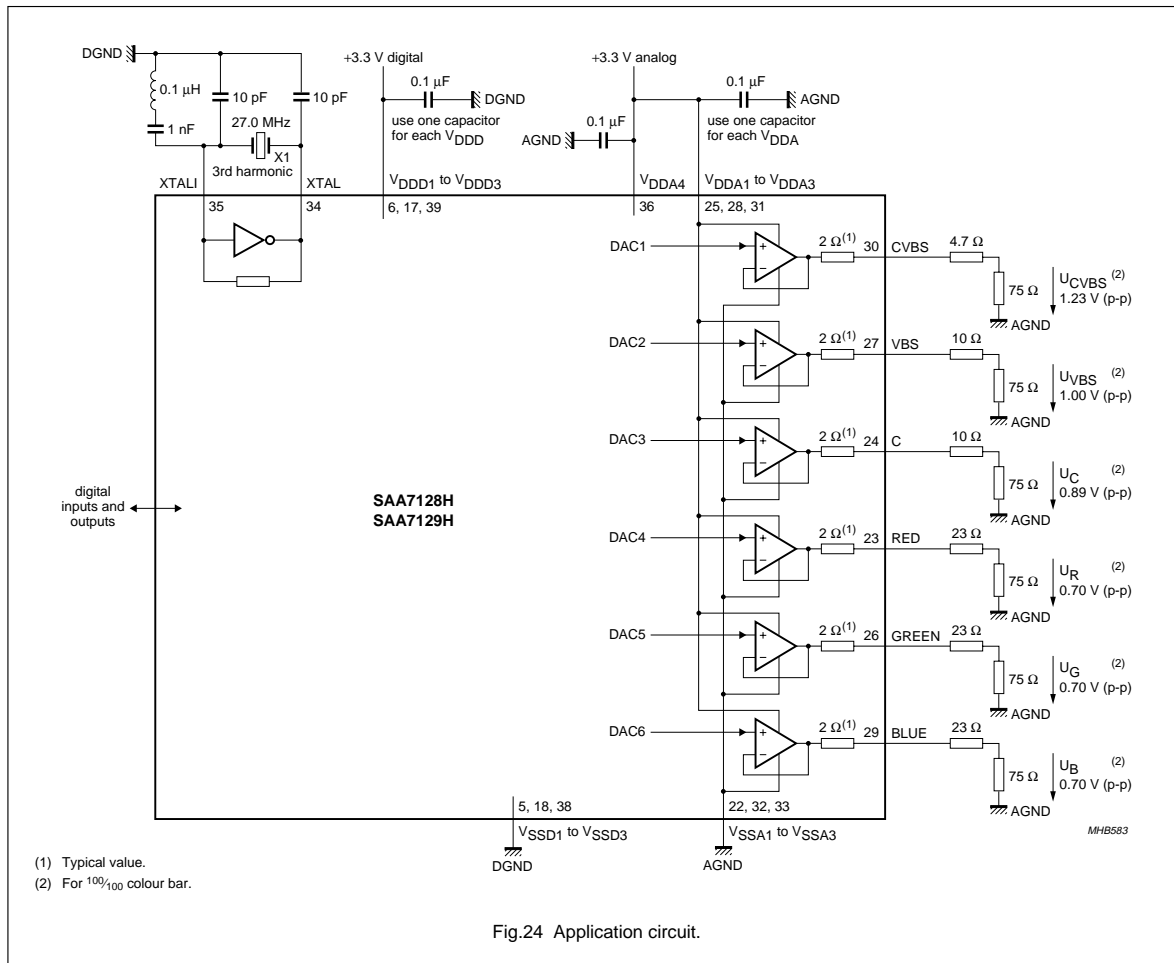 DGND
+3.3 V digital
+3.3 V analog
0.1 μH
10 pF
10 pF
0.1 μF
DGND
use one capacitor
for each VDDD
0.1 μF
AGND
0.1 μF
AGND
use one capacitor
for each VDDA
1 nF
27.0 MHz
X1
3rd harmonic
XTALI
XTAL
VDDD1 to VDDD3
VDDA4
VDDA1 to VDDA3
35
34
6, 17, 39
36
25, 28, 31
DAC1
+
−
2 Ω(1)
30
CVBS
4.7 Ω
75 Ω
AGND
UCVBS (2)
1.23 V (p-p)
DAC2
+
−
2 Ω(1)
27
VBS
10 Ω
75 Ω
AGND
UVBS (2)
1.00 V (p-p)
DAC3
+
−
2 Ω(1)
24
C
10 Ω
75 Ω
AGND
UC (2)
0.89 V (p-p)
digital
inputs and
outputs
SAA7128H
SAA7129H
DAC4
+
−
2 Ω(1)
23
RED
23 Ω
75 Ω
AGND
UR (2)
0.70 V (p-p)
DAC5
+
−
2 Ω(1)
26
GREEN
23 Ω
75 Ω
AGND
UG (2)
0.70 V (p-p)
DAC6
+
−
2 Ω(1)
29
BLUE
23 Ω
75 Ω
AGND
UB (2)
0.70 V (p-p)
5, 18, 38
22, 32, 33
VSSD1 to VSSD3
VSSA1 to VSSA3
DGND
AGND
MHB583
(1) Typical value.
(2) For 100/100 colour bar.
Fig.24 Application circuit.